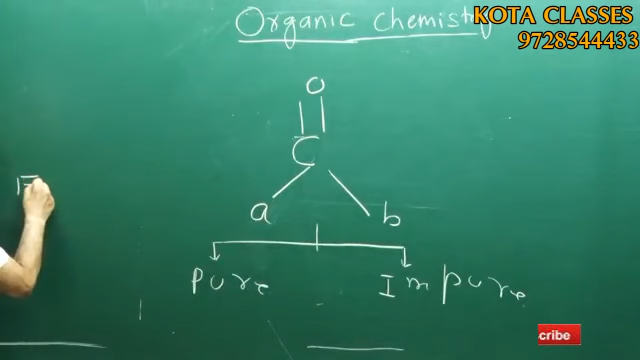 Organic Chemistry
KOTA CLASSES
9728544433
O
C
a b
Pure Impure
cribe